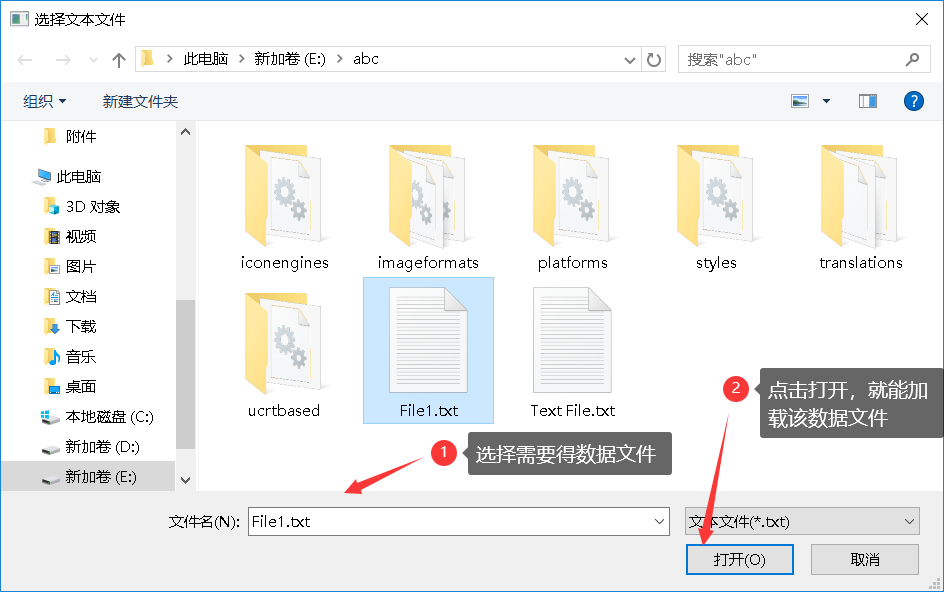 选择文本文件
此电脑 > 新加卷 (E:) > abc
搜索"abc"
组织
新建文件夹
?
附件
此电脑
3D 对象
视频
图片
文档
下载
音乐
桌面
本地磁盘 (C:)
新加卷 (D:)
新加卷 (E:)
iconengines
imageformats
platforms
styles
translations
ucrtbased
File1.txt
Text File.txt
2
点击打开，就能加
载该数据文件
1
选择需要得数据文件
文件名(N):
File1.txt
文本文件(*.txt)
打开(O)
取消